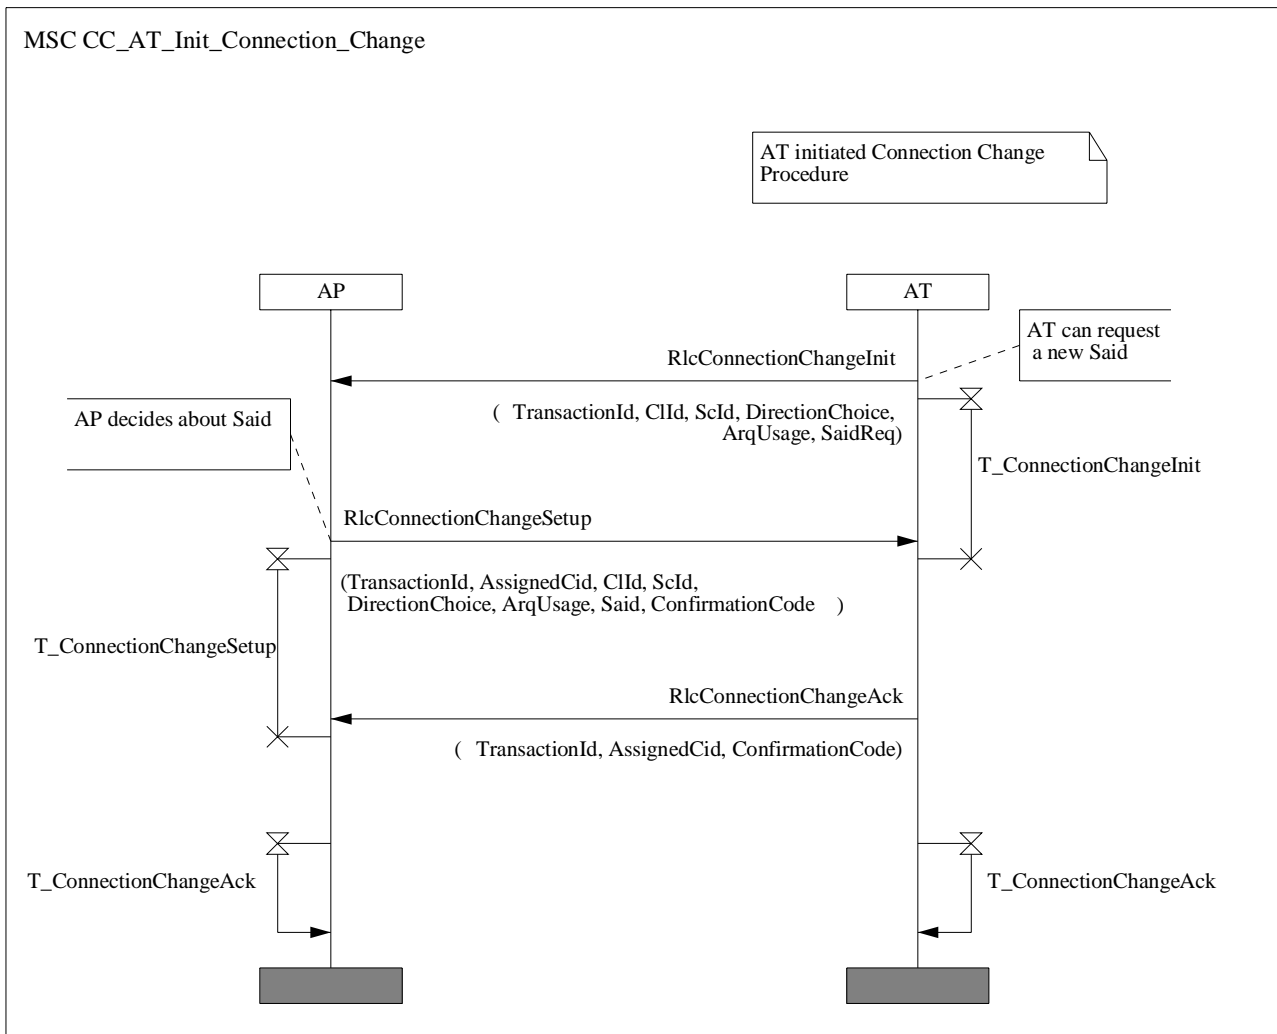 MSC CC_AT_Init_Connection_Change
AT initiated Connection Change
Procedure
AP
AT
AT can request
a new Said
RlcConnectionChangeInit
AP decides about Said
( TransactionId, ClId, ScId, DirectionChoice,
ArqUsage, SaidReq)
T_ConnectionChangeInit
RlcConnectionChangeSetup
(TransactionId, AssignedCid, ClId, ScId,
DirectionChoice, ArqUsage, Said, ConfirmationCode )
T_ConnectionChangeSetup
RlcConnectionChangeAck
( TransactionId, AssignedCid, ConfirmationCode)
T_ConnectionChangeAck
T_ConnectionChangeAck